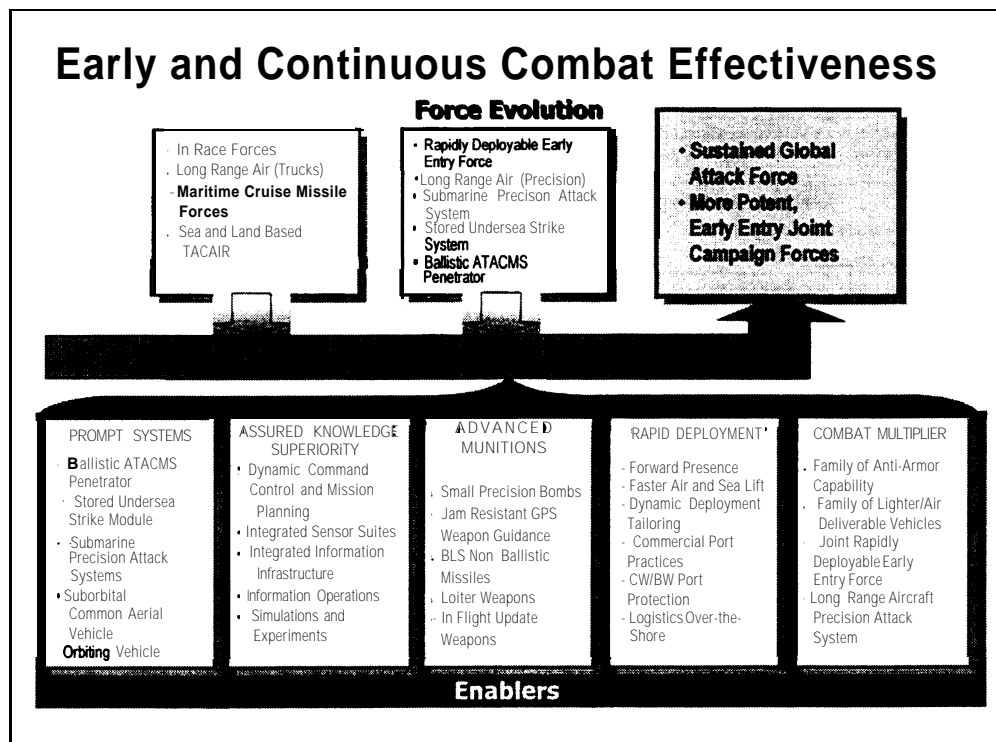 Early and Continuous Combat Effectiveness
Force Evolution
· In Race Forces
. Long Range Air (Trucks)
- Maritime Cruise Missile
Forces
. Sea and Land Based
TACAIR
• Rapidly Deployable Early
Entry Force
• Long Range Air (Precision)
• Submarine Precison Attack
System
• Stored Undersea Strike
System
• Ballistic ATACMS
Penetrator
• Sustained Global
Attack Force
• More Potent,
Early Entry Joint
Campaign Forces
PROMPT SYSTEMS
· Ballistic ATACMS
Penetrator
· Stored Undersea
Strike Module
• Submarine
Precision Attack
Systems
• Suborbital
Common Aerial
Vehicle
Orbiting Vehicle
ASSURED KNOWLEDGE
SUPERIORITY
• Dynamic Command
Control and Mission
Planning
• Integrated Sensor Suites
• Integrated Information
Infrastructure
• Information Operations
• Simulations and
Experiments
ADVANCED
MUNITIONS
. Small Precision Bombs
· Jam Resistant GPS
Weapon Guidance
• BLS Non Ballistic
Missiles
. Loiter Weapons
- In Flight Update
Weapons
RAPID DEPLOYMENT
- Forward Presence
- Faster Air and Sea Lift
- Dynamic Deployment
Tailoring
- Commercial Port
Practices
- CW/BW Port
Protection
- Logistics Over-the-
Shore
COMBAT MULTIPLIER
. Family of Anti-Armor
Capability
. Family of Lighter/Air
Deliverable Vehicles
· Joint Rapidly
Deployable Early
Entry Force
· Long Range Aircraft
Precision Attack
System
Enablers